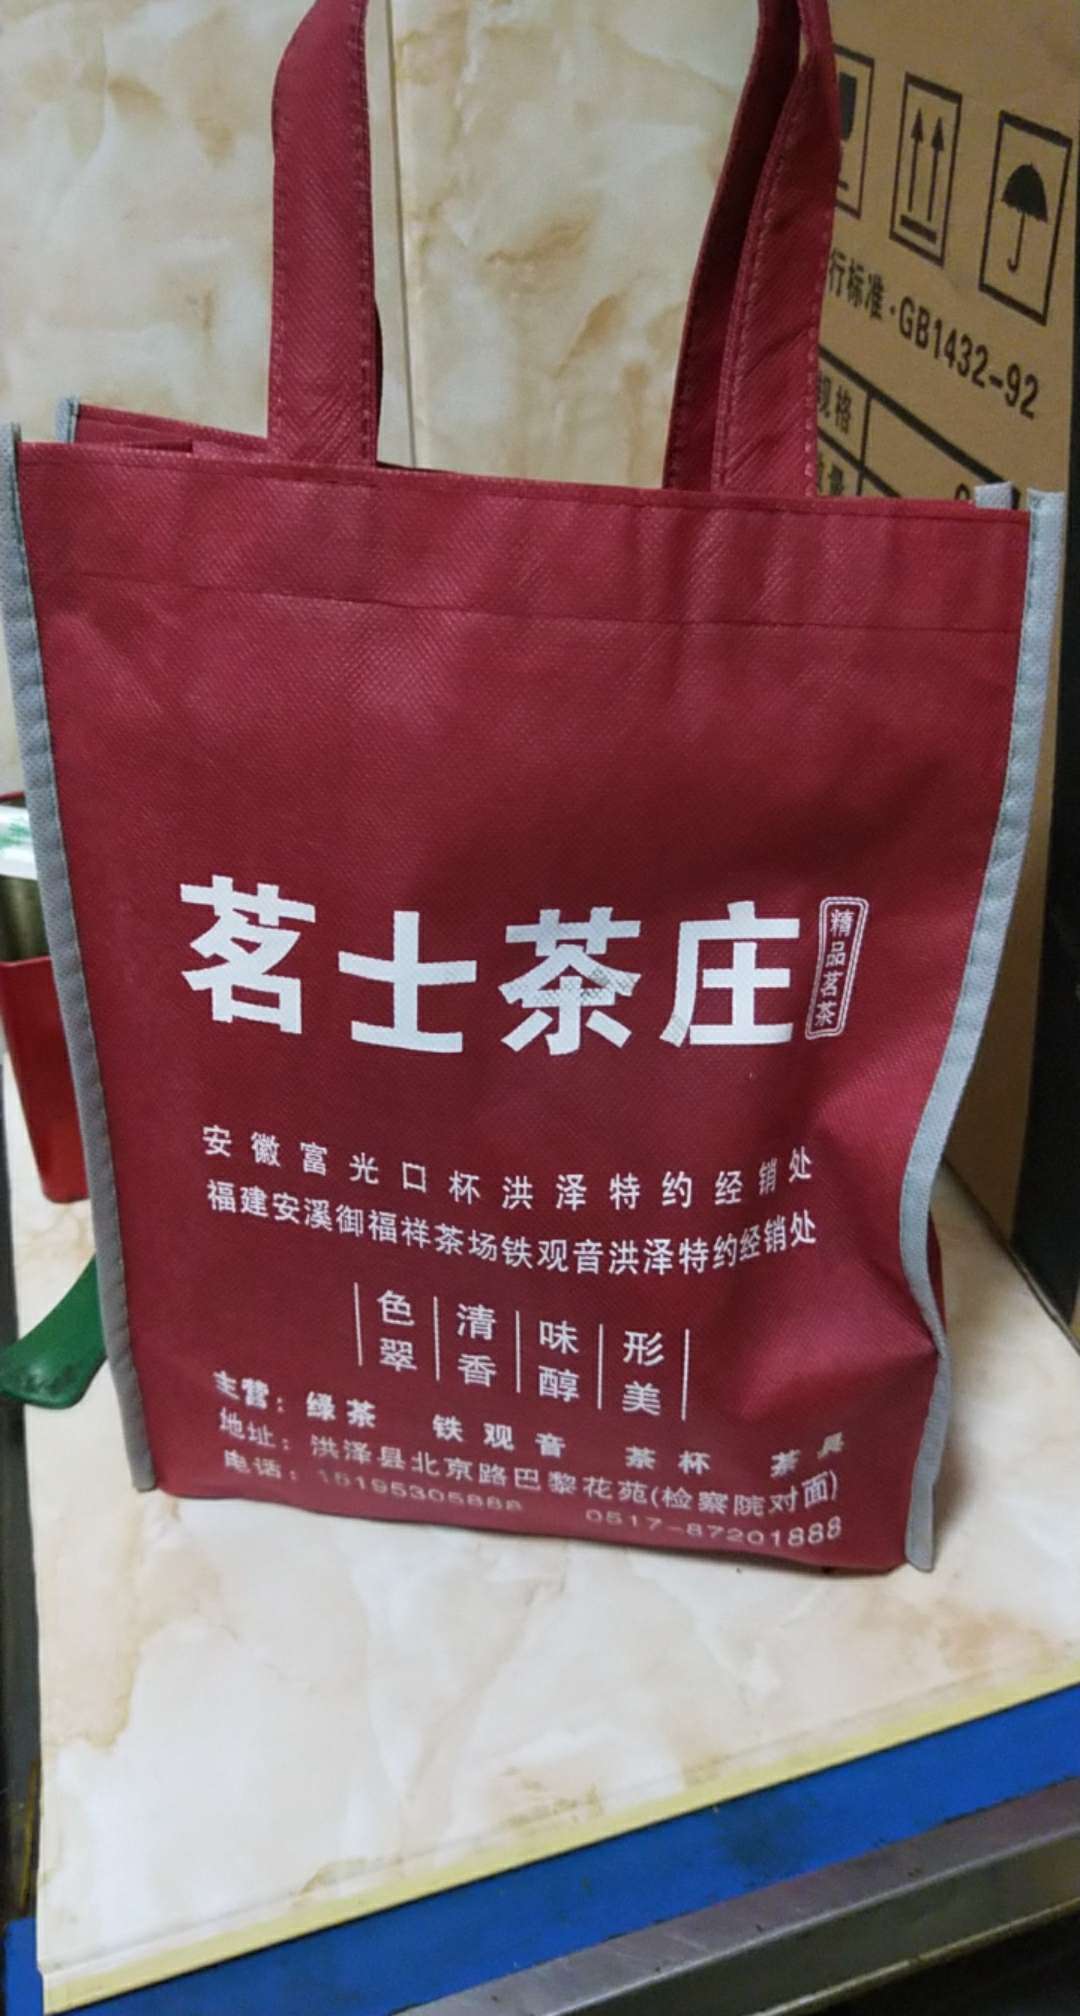 行标准·GB1432-92
规格
茗士茶庄
精品茗茶
安徽富光口杯洪泽特约经销处
福建安溪御福祥茶场铁观音洪泽特约经销处
色翠
清香
味醇
形美
主营：绿茶 铁观音 茶杯 茶具
地址：洪泽县北京路巴黎花苑(检察院对面)
电话：15195305888 0517-87201888